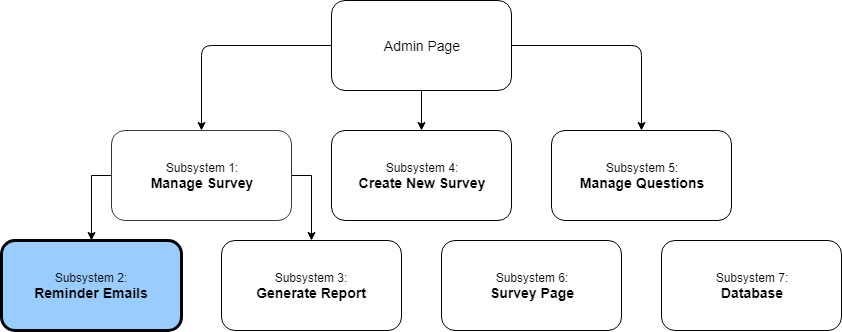 Admin Page
Subsystem 1:
Manage Survey
Subsystem 4:
Create New Survey
Subsystem 5:
Manage Questions
Subsystem 2:
Reminder Emails
Subsystem 3:
Generate Report
Subsystem 6:
Survey Page
Subsystem 7:
Database